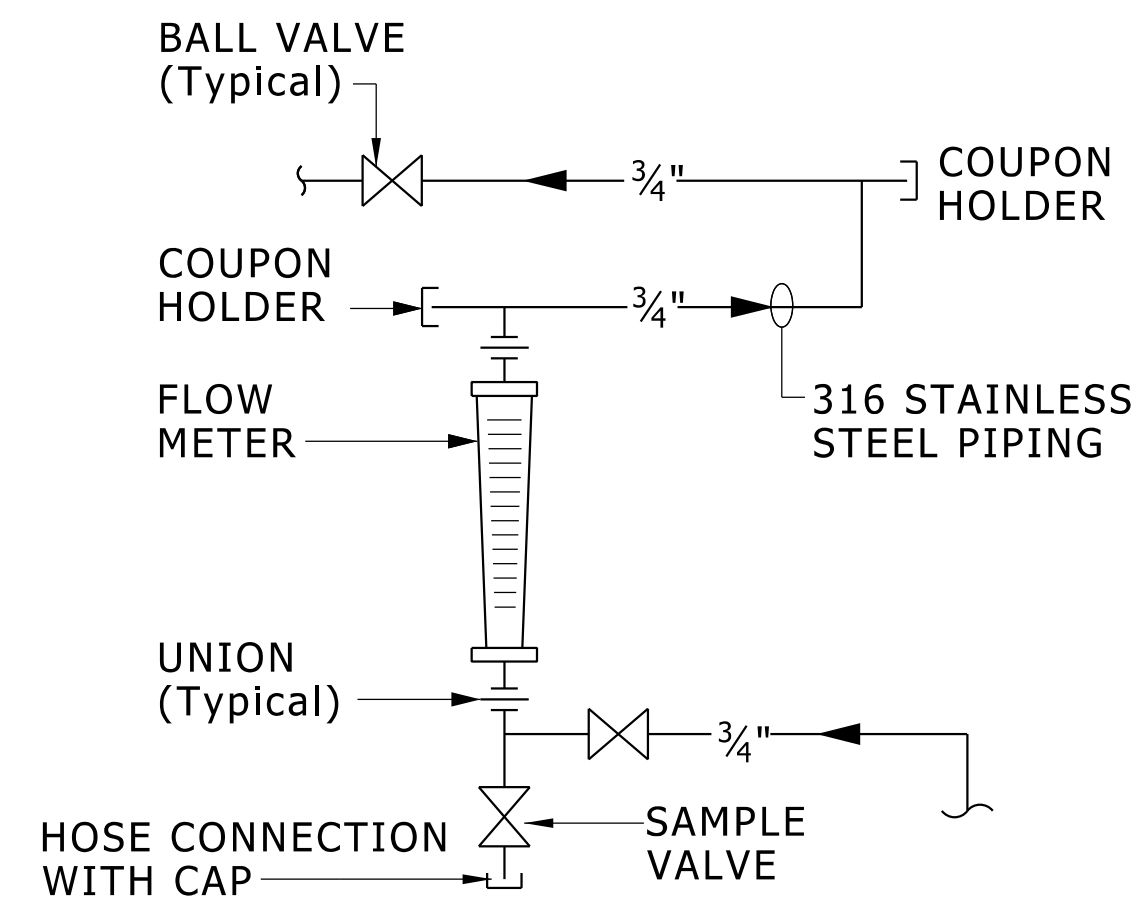 BALL VALVE
(Typical)
3/4"
COUPON
HOLDER
COUPON
HOLDER
3/4"
FLOW
METER
316 STAINLESS
STEEL PIPING
UNION
(Typical)
3/4"
SAMPLE
VALVE
HOSE CONNECTION
WITH CAP